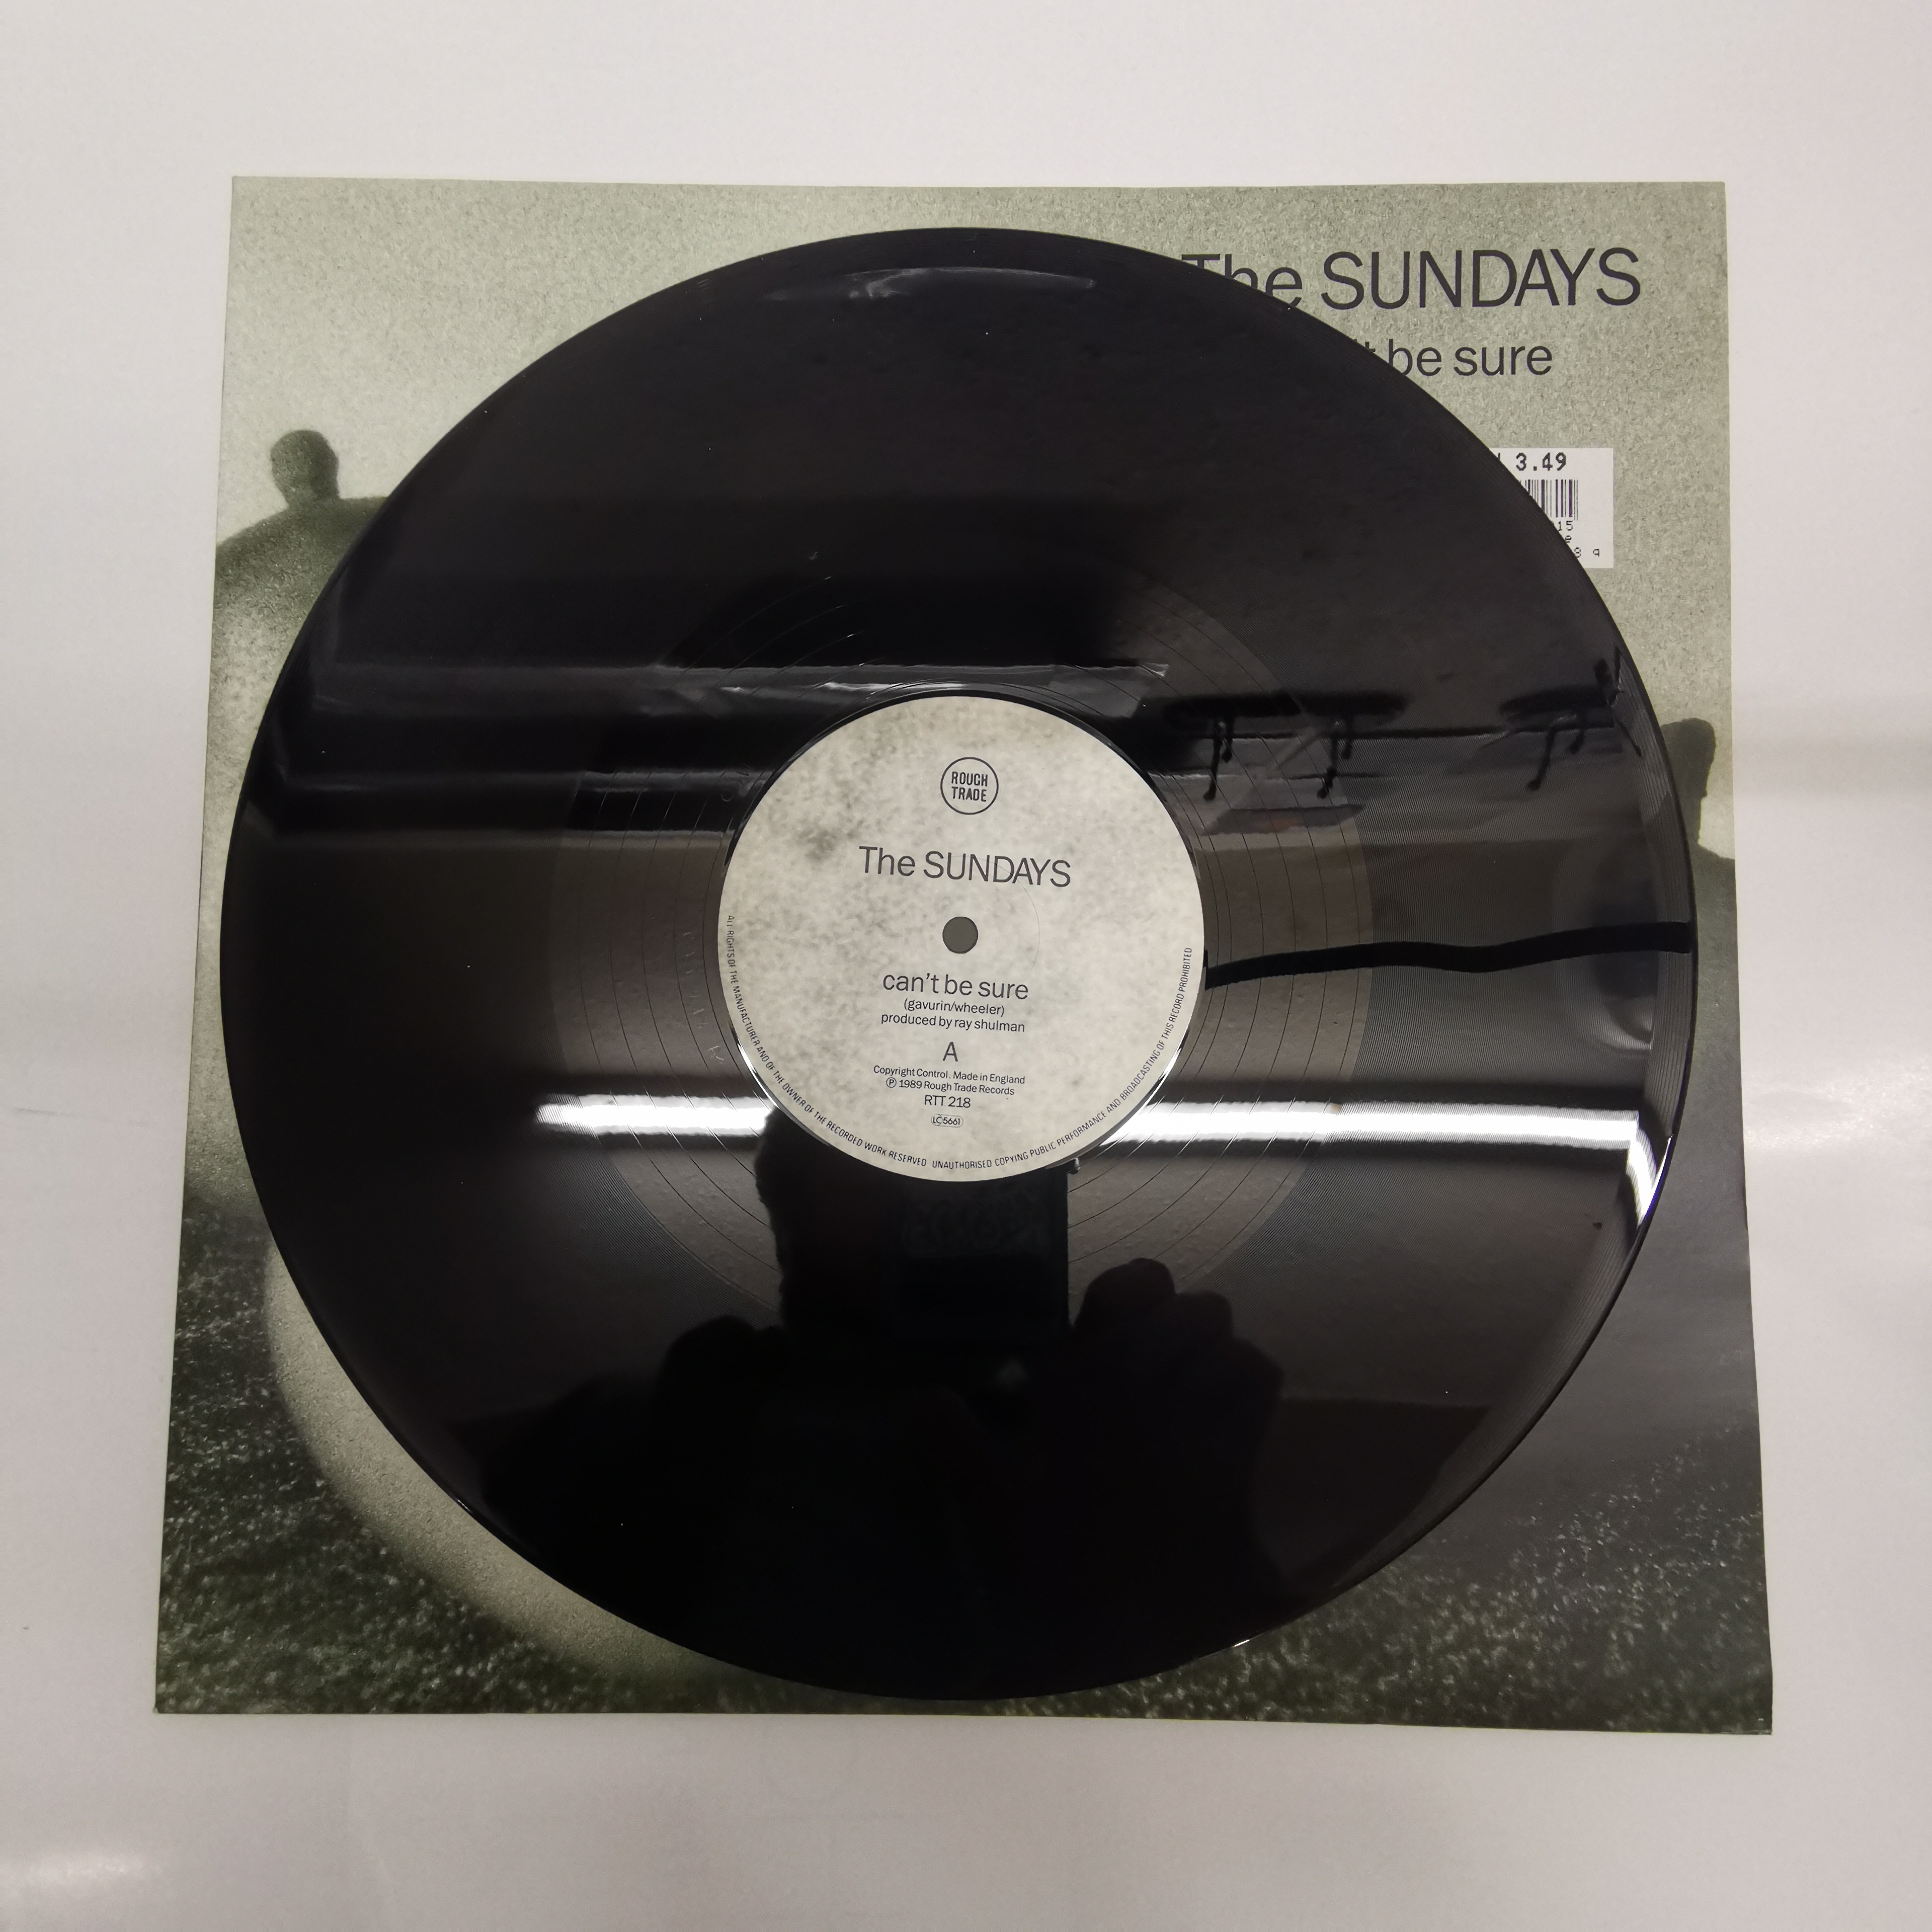 The SUNDAYS
be sure
3.49
15
ROUGH
TRADE
The SUNDAYS
can't be sure
(gavurin/wheeler)
produced by ray shulman
A
Copyright Control. Made in England
℗ 1989 Rough Trade Records
RTT 218
LC 5661
ALL RIGHTS OF THE MANUFACTURER AND OF THE OWNER OF THE RECORDED WORK RESERVED UNAUTHORISED COPYING PUBLIC PERFORMANCE AND BROADCASTING OF THIS RECORD PROHIBITED